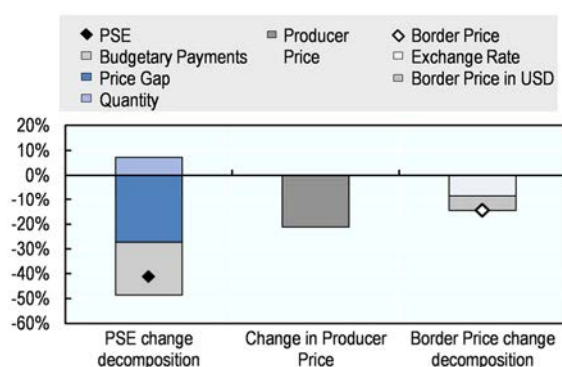 PSE
Budgetary Payments
Price Gap
Quantity
Producer
Price
Border Price
Exchange Rate
Border Price in USD
20%
10%
0%
-10%
-20%
-30%
-40%
-50%
-60%
PSE change
decomposition
Change in Producer
Price
Border Price change
decomposition